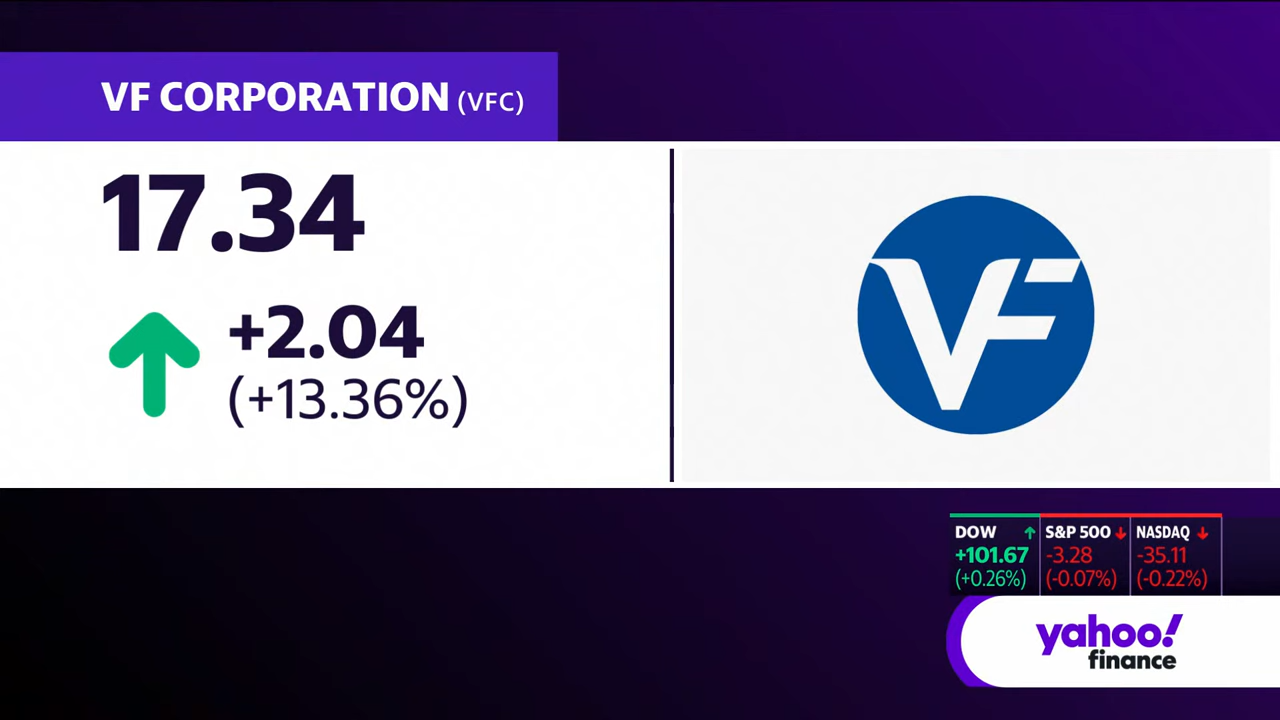 VF CORPORATION (VFC)
17.34
+2.04
(+13.36%)
VF
DOW S&P 500 NASDAQ
+101.67 -3.28 -35.11
(+0.26%) (-0.07%) (-0.22%)
yahoo!
finance